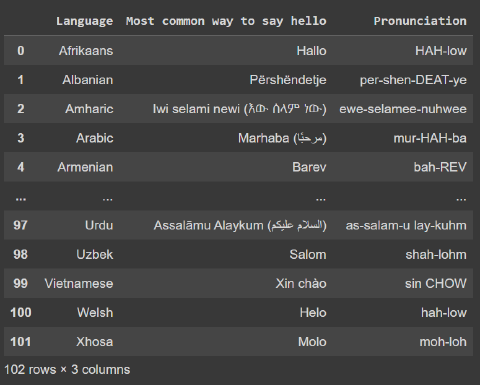 Language Most common way to say hello Pronunciation
0 Afrikaans Hallo HAH-low
1 Albanian Përshëndetje per-shen-DEAT-ye
2 Amharic Iwi selami newi (እው ሰላም ነው) ewe-selamee-nuhwee
3 Arabic Marhaba (مرحبًا) mur-HAH-ba
4 Armenian Barev bah-REV
... ... ... ...
97 Urdu Assalāmu Alaykum (السلام علیکم) as-salam-u lay-kuhm
98 Uzbek Salom shah-lohm
99 Vietnamese Xin chào sin CHOW
100 Welsh Helo hah-low
101 Xhosa Molo moh-loh
102 rows × 3 columns